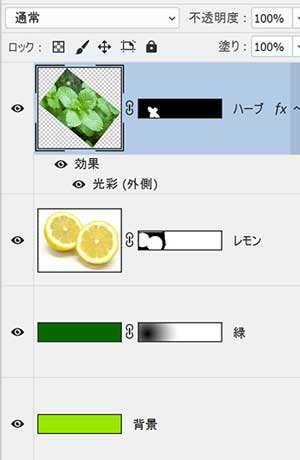 通常 不透明度： 100%
ロック： 塗り： 100%
ハーブ fx
効果
光彩 (外側)
レモン
緑
背景